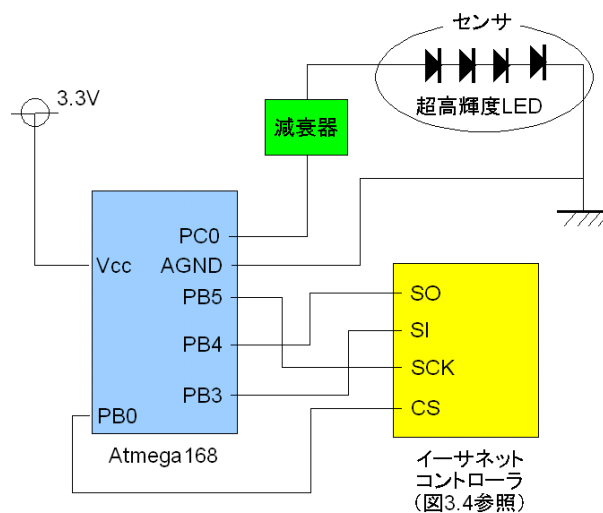 センサ
超高輝度LED
3.3V
減衰器
PC0
Vcc
AGND
PB5
PB4
PB3
PB0
Atmega168
SO
SI
SCK
CS
イーサネット
コントローラ
(図3.4参照)